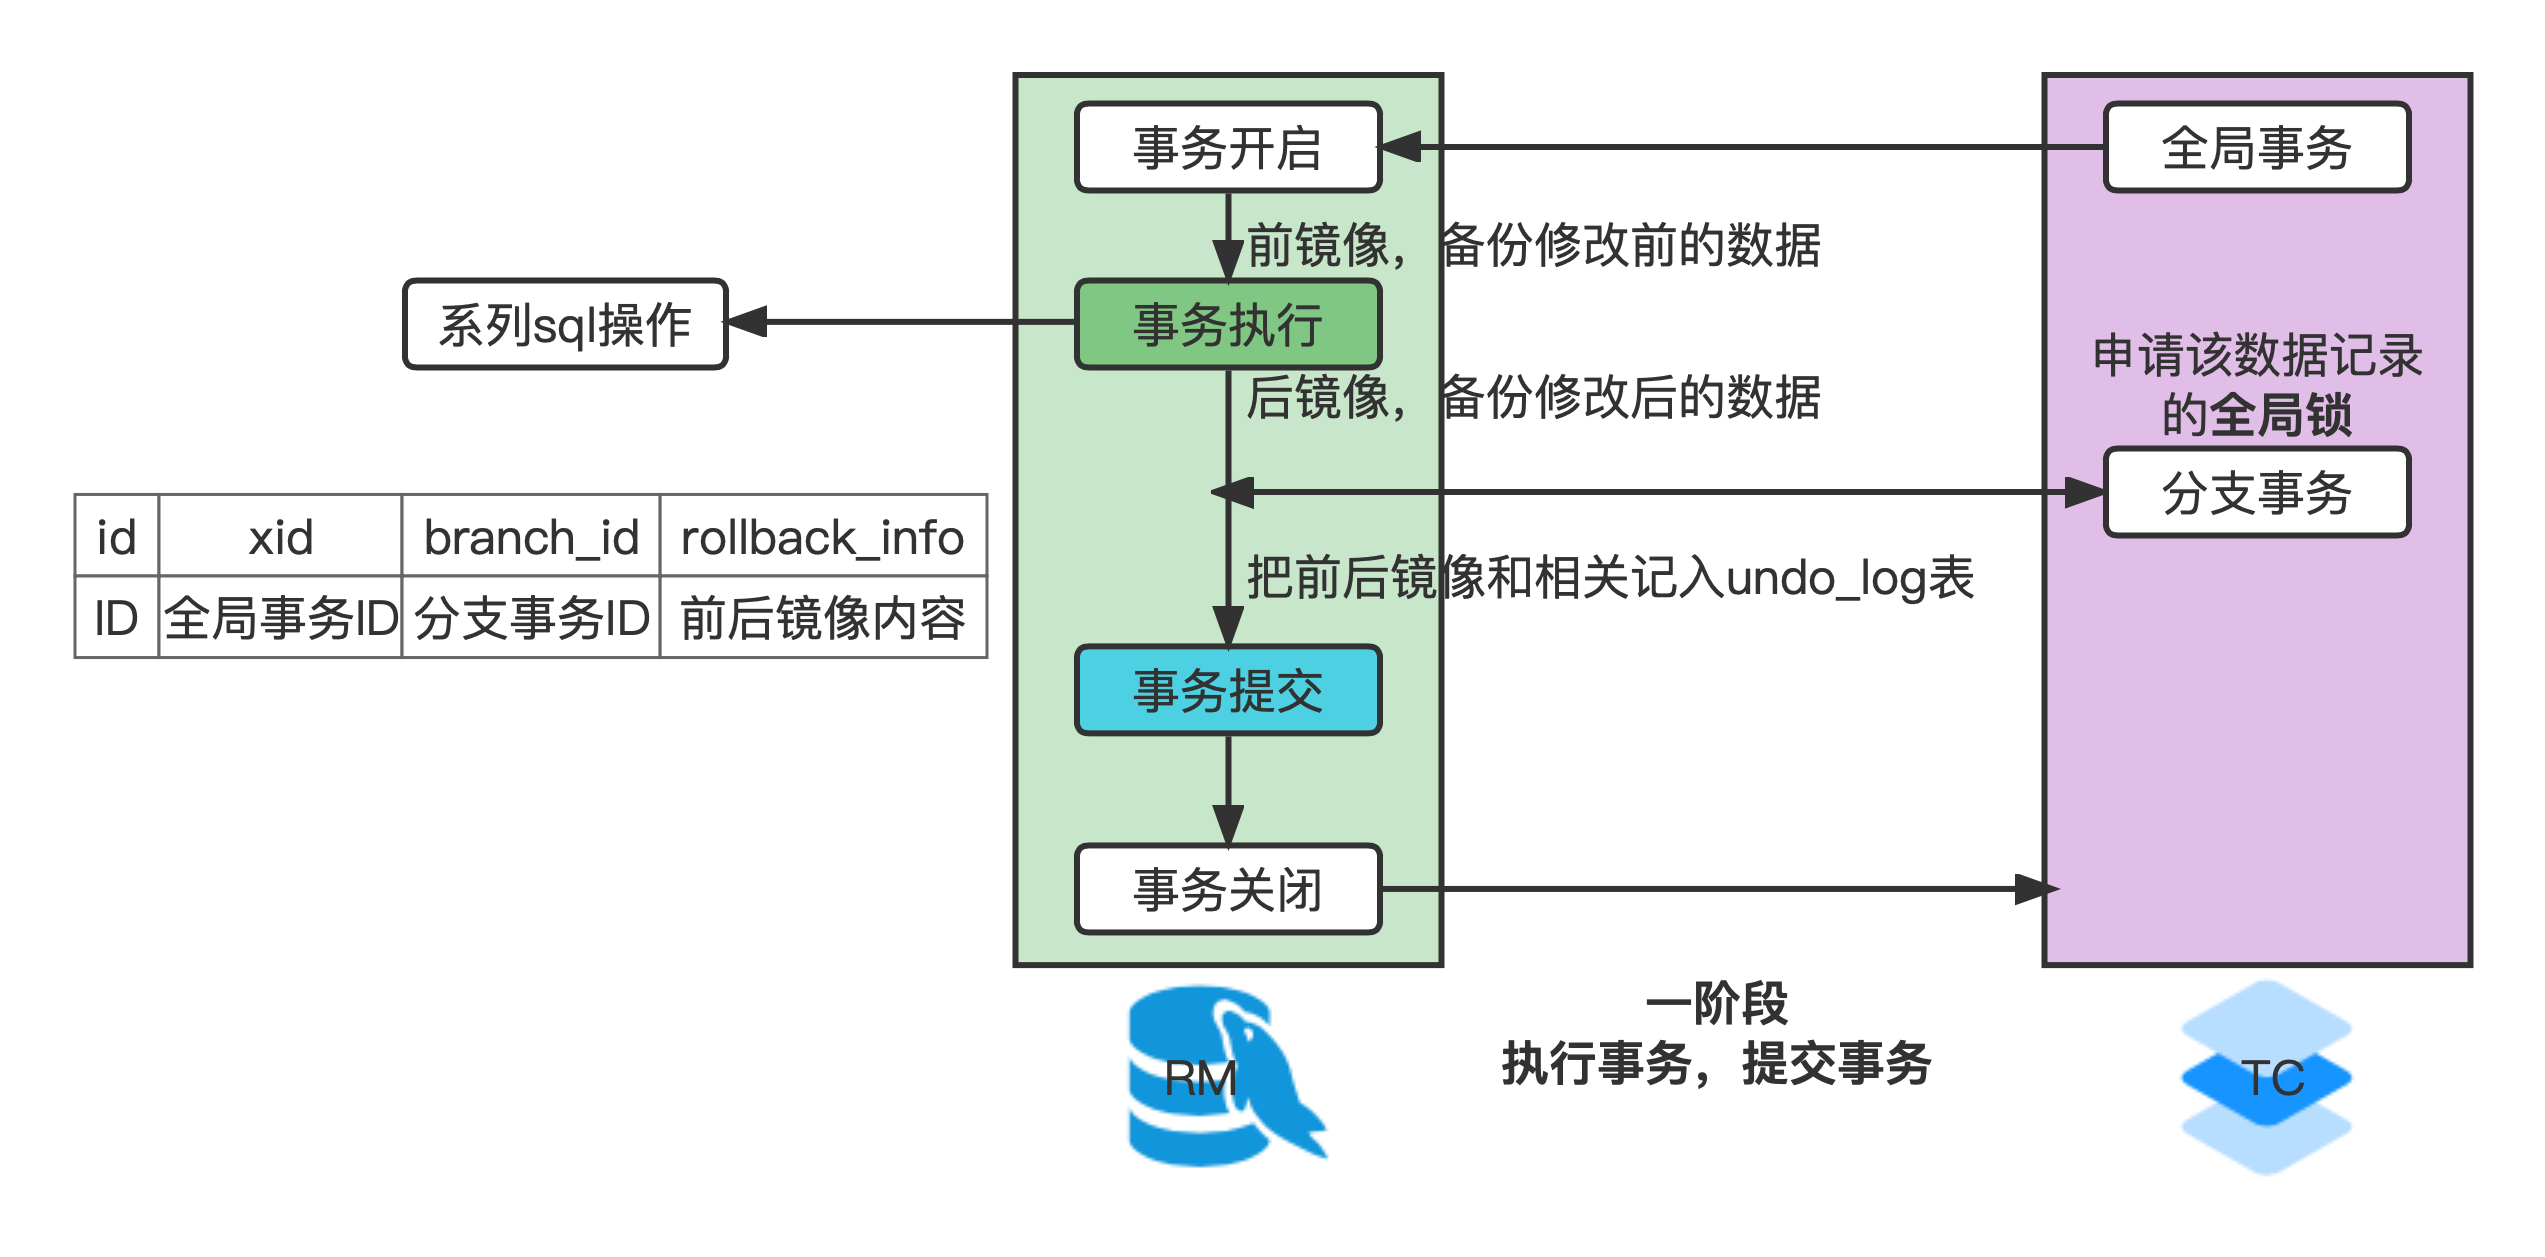 事务开启
全局事务
前镜像，备份修改前的数据
系列sql操作
事务执行
申请该数据记录
的全局锁
后镜像，备份修改后的数据
分支事务
id xid branch_id rollback_info
ID 全局事务ID 分支事务ID 前后镜像内容
把前后镜像和相关记入undo_log表
事务提交
事务关闭
一阶段
执行事务，提交事务
RM
TC